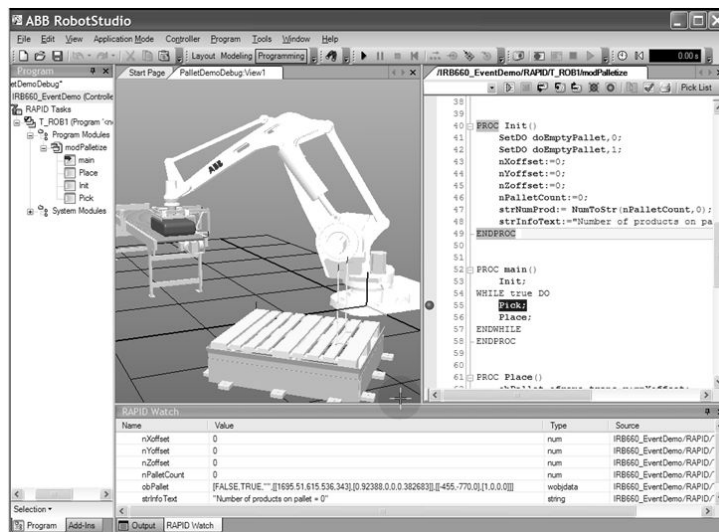 ABB RobotStudio
File Edit View Application Mode Controller Program Tools Window Help
Layout Modeling Programming 0.00 s
Program
etDemoDebug*
IRB660_EventDemo (Controlle
RAPID Tasks
T_ROB1 (Program
Program Modules
modPalletize
main
Place
Init
Pick
System Modules
Selection
Program Add-Ins
Start Page PalletDemoDebug:View1
ABB
/IRB660_EventDemo/RAPID/T_ROB1/modPalletize
Pick List
38
39
40 PROC Init()
41 SetDO doEmptyPallet,0;
42 SetDO doEmptyPallet,1;
43 nXoffset:=0;
44 nYoffset:=0;
45 nZoffset:=0;
46 nPalletCount:=0;
47 strNumProd:= NumToStr(nPalletCount,0);
48 strInfoText:="Number of products on pa
49 ENDPROC
50
51
52 PROC main()
53 Init;
54 WHILE true DO
55 Pick;
56 Place;
57 ENDWHILE
58 ENDPROC
59
60
61 PROC Place()
RAPID Watch
Name Value Type Source
nXoffset 0 num IRB660_EventDemo/RAPID/
nYoffset 0 num IRB660_EventDemo/RAPID/
nZoffset 0 num IRB660_EventDemo/RAPID/
nPalletCount 0 num IRB660_EventDemo/RAPID/
obPallet [FALSE,TRUE,"",[[1695.51,615.536,343],[0.92388,0,0,0.382683]],[[-455,-770,0],[1,0,0,0]]] wobjdata IRB660_EventDemo/RAPID/
strInfoText "Number of products on pallet = 0" string IRB660_EventDemo/RAPID/
Output RAPID Watch